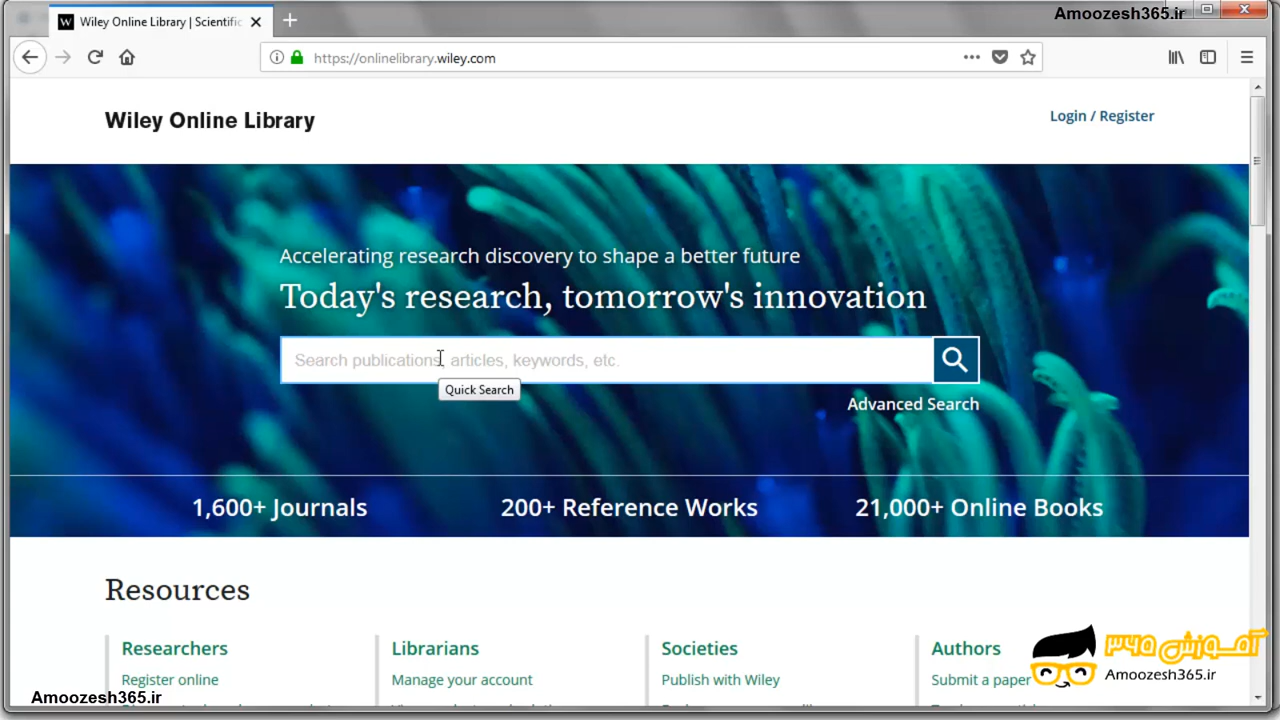 Wiley Online Library | Scientific
Amoozesh365.ir
https://onlinelibrary.wiley.com
Wiley Online Library
Login / Register
Accelerating research discovery to shape a better future
Today's research, tomorrow's innovation
Search publications, articles, keywords, etc.
Quick Search
Advanced Search
1,600+ Journals
200+ Reference Works
21,000+ Online Books
Resources
Researchers
Librarians
Societies
Authors
Register online
Manage your account
Publish with Wiley
Submit a paper
آموزش ۳۶۵
Amoozesh365.ir
Amoozesh365.ir